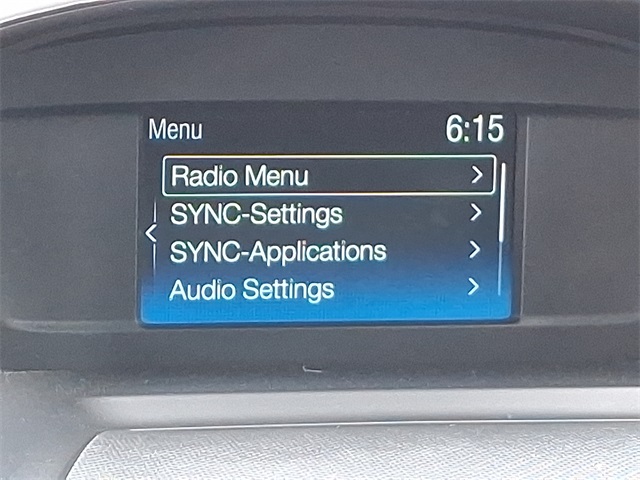 Menu 6:15
Radio Menu
SYNC-Settings
SYNC-Applications
Audio Settings